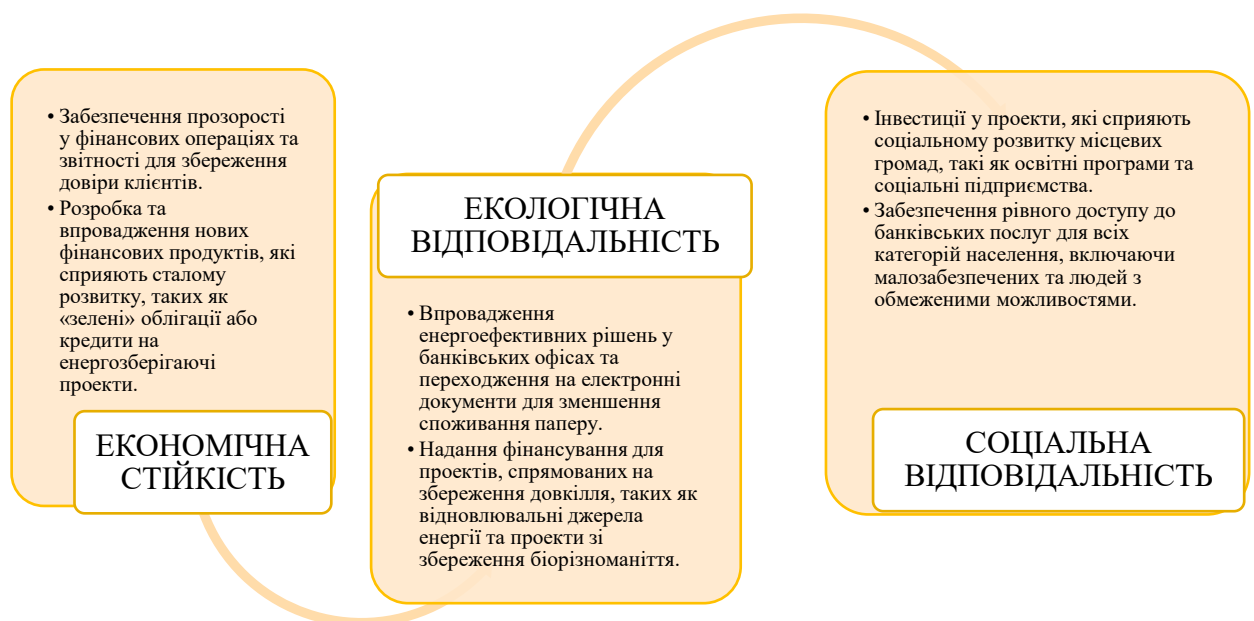 • Забезпечення прозорості
у фінансових операціях та
звітності для збереження
довіри клієнтів.
• Розробка та
впровадження нових
фінансових продуктів, які
сприяють сталому
розвитку, таких як
«зелені» облігації або
кредити на
енергозберігаючі
проекти.
ЕКОНОМІЧНА
СТІЙКІСТЬ
ЕКОЛОГІЧНА
ВІДПОВІДАЛЬНІСТЬ
• Впровадження
енергоефективних рішень у
банківських офісах та
переходження на електронні
документи для зменшення
споживання паперу.
• Надання фінансування для
проектів, спрямованих на
збереження довкілля, таких як
відновлювальні джерела
енергії та проекти зі
збереження біорізноманіття.
• Інвестиції у проекти, які сприяють
соціальному розвитку місцевих
громад, такі як освітні програми та
соціальні підприємства.
• Забезпечення рівного доступу до
банківських послуг для всіх
категорій населення, включаючи
малозабезпечених та людей з
обмеженими можливостями.
СОЦІАЛЬНА
ВІДПОВІДАЛЬНІСТЬ